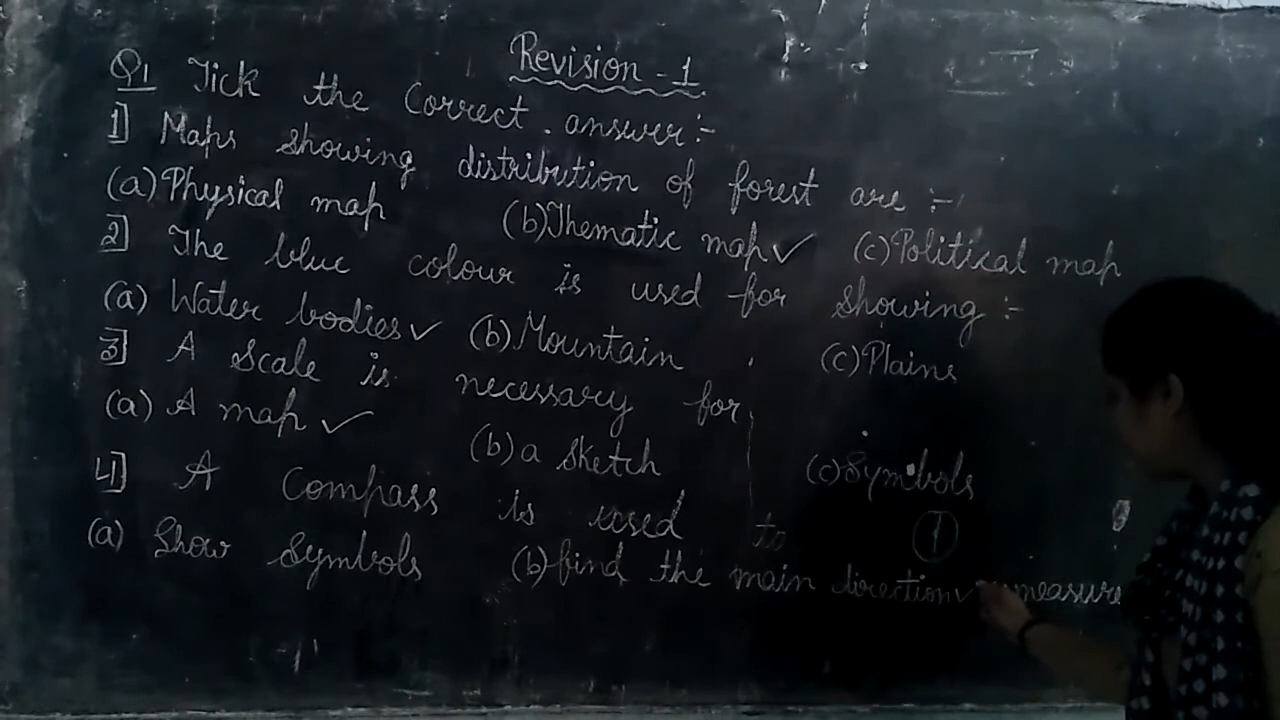 Revision - 1
Q1 Tick the Correct answer:-
1] Maps showing distribution of forest are :-
(a) Physical map (b) Thematic map ✓ (c) Political map
2] The blue colour is used for showing :-
(a) Water bodies ✓ (b) Mountain (c) Plains
3] A Scale is necessary for
(a) A map ✓ (b) a sketch (c) Symbols
4] A Compass is used to
(a) Show Symbols (b) find the main direction ✓ measure
1